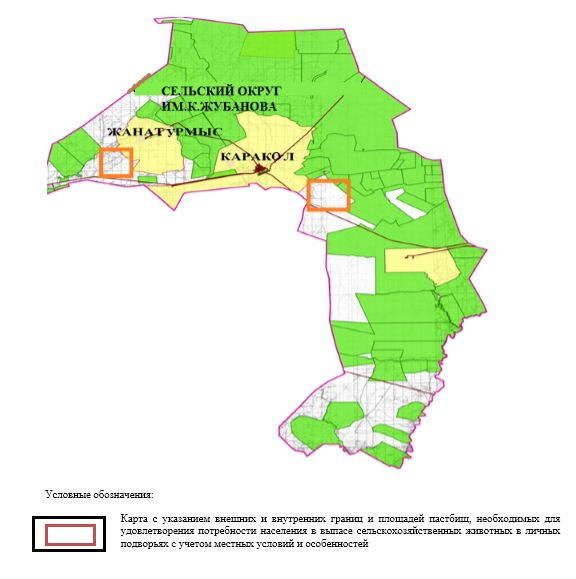 СЕЛЬСКИЙ ОКРУГ
ИМ.К.ЖУБАНОВА
ЖАНАТУРМЫС
КАРАКОЛ
Условные обозначения:
Карта с указанием внешних и внутренних границ и площадей пастбищ, необходимых для
удовлетворения потребности населения в выпасе сельскохозяйственных животных в личных
подворьях с учетом местных условий и особенностей